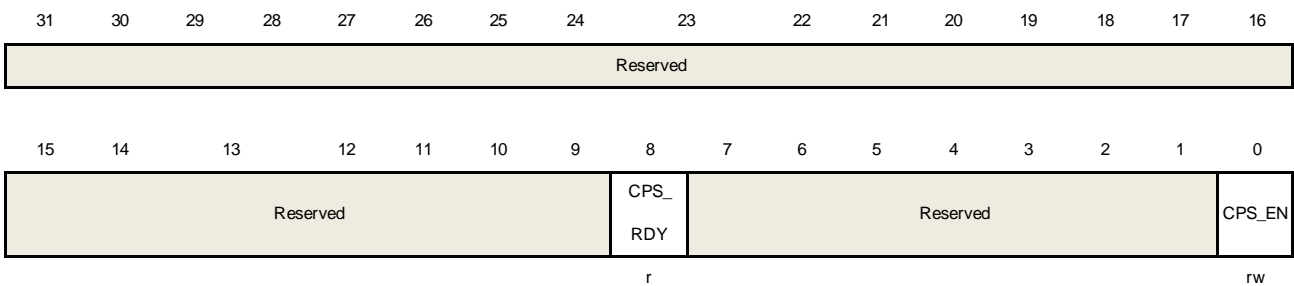 31 30 29 28 27 26 25 24 23 22 21 20 19 18 17 16
Reserved
15 14 13 12 11 10 9 8 7 6 5 4 3 2 1 0
Reserved CPS_ RDY Reserved CPS_EN
r rw